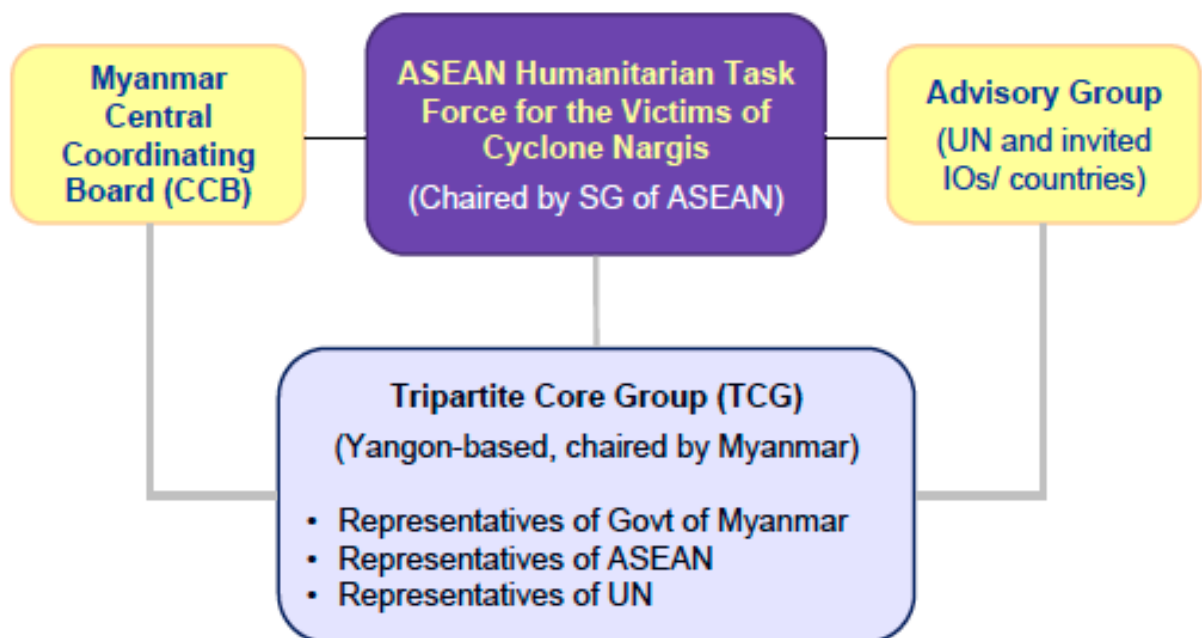 Myanmar
Central
Coordinating
Board (CCB)
ASEAN Humanitarian Task
Force for the Victims of
Cyclone Nargis
(Chaired by SG of ASEAN)
Advisory Group
(UN and invited
IOs/ countries)
Tripartite Core Group (TCG)
(Yangon-based, chaired by Myanmar)
• Representatives of Govt of Myanmar
• Representatives of ASEAN
• Representatives of UN